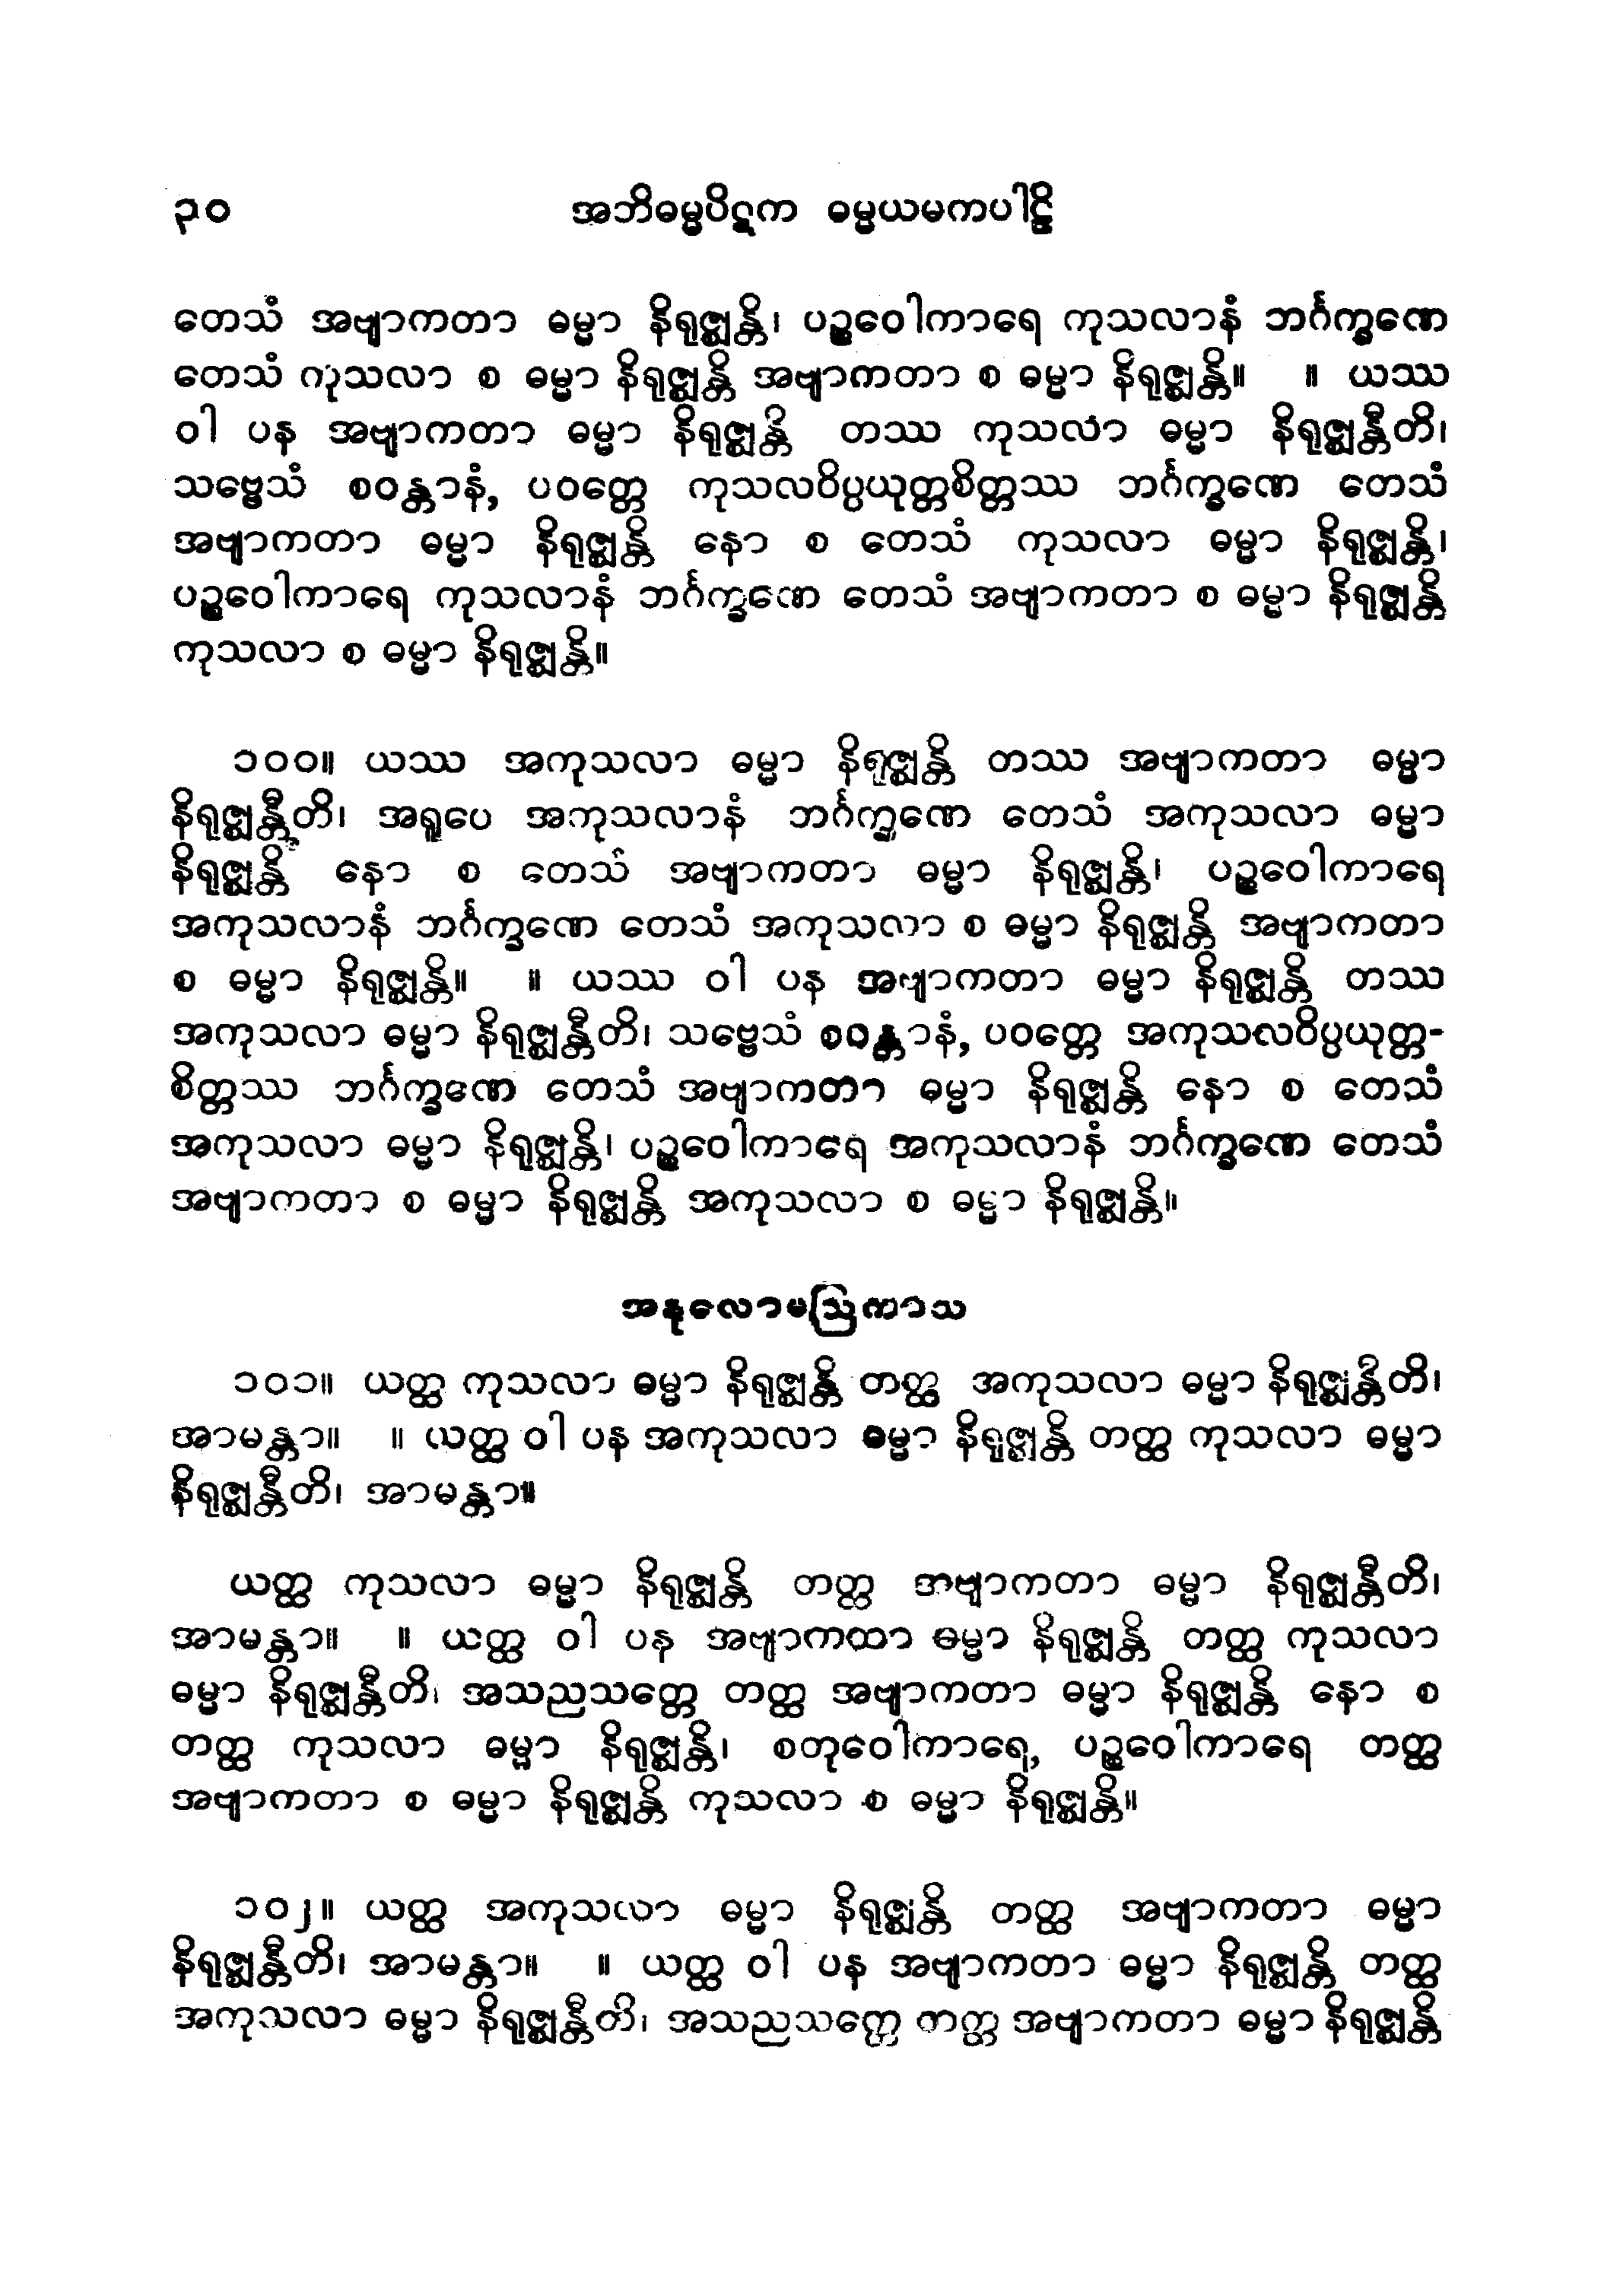 ၃၀ အဘိဓမ္မပိဋက ဓမ္မယမကပါဠိ
တေသံ အဗျာကတာ ဓမ္မာ နိရုဇ္ဈန္တိ၊ ပဉ္စဝေါကာရေ ကုသလာနံ ဘင်္ဂက္ခဏေ
တေသံ ကုသလာ စ ဓမ္မာ နိရုဇ္ဈန္တိ အဗျာကတာ စ ဓမ္မာ နိရုဇ္ဈန္တိ။ ။ ယဿ
ဝါ ပန အဗျာကတာ ဓမ္မာ နိရုဇ္ဈန္တိ တဿ ကုသလာ ဓမ္မာ နိရုဇ္ဈန္တီတိ၊
သဗ္ဗေသံ စဝန္တာနံ, ပဝတ္တေ ကုသလဝိပ္ပယုတ္တစိတ္တဿ ဘင်္ဂက္ခဏေ တေသံ
အဗျာကတာ ဓမ္မာ နိရုဇ္ဈန္တိ နော စ တေသံ ကုသလာ ဓမ္မာ နိရုဇ္ဈန္တိ၊
ပဉ္စဝေါကာရေ ကုသလာနံ ဘင်္ဂက္ခဏေ တေသံ အဗျာကတာ စ ဓမ္မာ နိရုဇ္ဈန္တိ
ကုသလာ စ ဓမ္မာ နိရုဇ္ဈန္တိ။
၁၀၀။ ယဿ အကုသလာ ဓမ္မာ နိရုဇ္ဈန္တိ တဿ အဗျာကတာ ဓမ္မာ
နိရုဇ္ဈန္တီတိ၊ အရူပေ အကုသလာနံ ဘင်္ဂက္ခဏေ တေသံ အကုသလာ ဓမ္မာ
နိရုဇ္ဈန္တိ နော စ တေသံ အဗျာကတာ ဓမ္မာ နိရုဇ္ဈန္တိ၊ ပဉ္စဝေါကာရေ
အကုသလာနံ ဘင်္ဂက္ခဏေ တေသံ အကုသလာ စ ဓမ္မာ နိရုဇ္ဈန္တိ အဗျာကတာ
စ ဓမ္မာ နိရုဇ္ဈန္တိ။ ။ ယဿ ဝါ ပန အဗျာကတာ ဓမ္မာ နိရုဇ္ဈန္တိ တဿ
အကုသလာ ဓမ္မာ နိရုဇ္ဈန္တီတိ၊ သဗ္ဗေသံ စဝန္တာနံ, ပဝတ္တေ အကုသလဝိပ္ပယုတ္တ-
စိတ္တဿ ဘင်္ဂက္ခဏေ တေသံ အဗျာကတာ ဓမ္မာ နိရုဇ္ဈန္တိ နော စ တေသံ
အကုသလာ ဓမ္မာ နိရုဇ္ဈန္တိ၊ ပဉ္စဝေါကာရေ အကုသလာနံ ဘင်္ဂက္ခဏေ တေသံ
အဗျာကတာ စ ဓမ္မာ နိရုဇ္ဈန္တိ အကုသလာ စ ဓမ္မာ နိရုဇ္ဈန္တိ။
အနုလောမဩကာသ
၁၀၁။ ယတ္ထ ကုသလာ ဓမ္မာ နိရုဇ္ဈန္တိ တတ္ထ အကုသလာ ဓမ္မာ နိရုဇ္ဈန္တီတိ၊
အာမန္တာ။ ။ ယတ္ထ ဝါ ပန အကုသလာ ဓမ္မာ နိရုဇ္ဈန္တိ တတ္ထ ကုသလာ ဓမ္မာ
နိရုဇ္ဈန္တီတိ၊ အာမန္တာ။
ယတ္ထ ကုသလာ ဓမ္မာ နိရုဇ္ဈန္တိ တတ္ထ အဗျာကတာ ဓမ္မာ နိရုဇ္ဈန္တီတိ၊
အာမန္တာ။ ။ ယတ္ထ ဝါ ပန အဗျာကထာ ဓမ္မာ နိရုဇ္ဈန္တိ တတ္ထ ကုသလာ
ဓမ္မာ နိရုဇ္ဈန္တီတိ၊ အသညသတ္တေ တတ္ထ အဗျာကတာ ဓမ္မာ နိရုဇ္ဈန္တိ နော စ
တတ္ထ ကုသလာ ဓမ္မာ နိရုဇ္ဈန္တိ၊ စတုဝေါကာရေ, ပဉ္စဝေါကာရေ တတ္ထ
အဗျာကတာ စ ဓမ္မာ နိရုဇ္ဈန္တိ ကုသလာ စ ဓမ္မာ နိရုဇ္ဈန္တိ။
၁၀၂။ ယတ္ထ အကုသလာ ဓမ္မာ နိရုဇ္ဈန္တိ တတ္ထ အဗျာကတာ ဓမ္မာ
နိရုဇ္ဈန္တီတိ၊ အာမန္တာ။ ။ ယတ္ထ ဝါ ပန အဗျာကတာ ဓမ္မာ နိရုဇ္ဈန္တိ တတ္ထ
အကုသလာ ဓမ္မာ နိရုဇ္ဈန္တီတိ၊ အသညသတ္တေ တတ္ထ အဗျာကတာ ဓမ္မာ နိရုဇ္ဈန္တိ